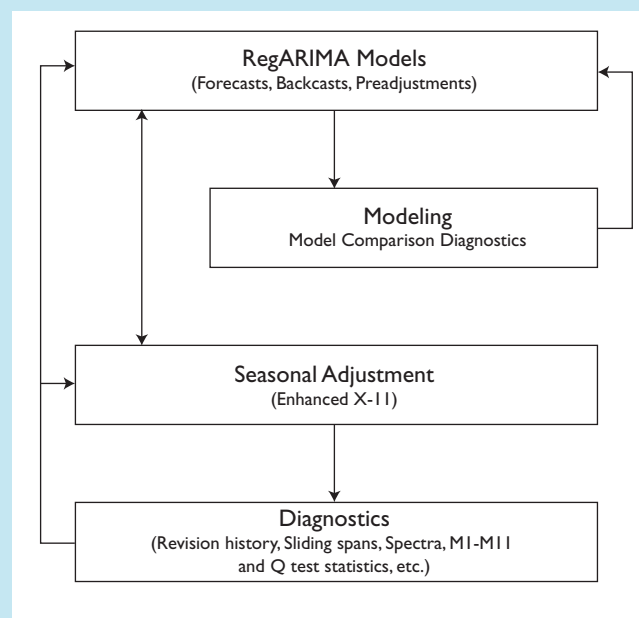 RegARIMA Models
(Forecasts, Backcasts, Preadjustments)
Modeling
Model Comparison Diagnostics
Seasonal Adjustment
(Enhanced X-11)
Diagnostics
(Revision history, Sliding spans, Spectra, M1-M11
and Q test statistics, etc.)